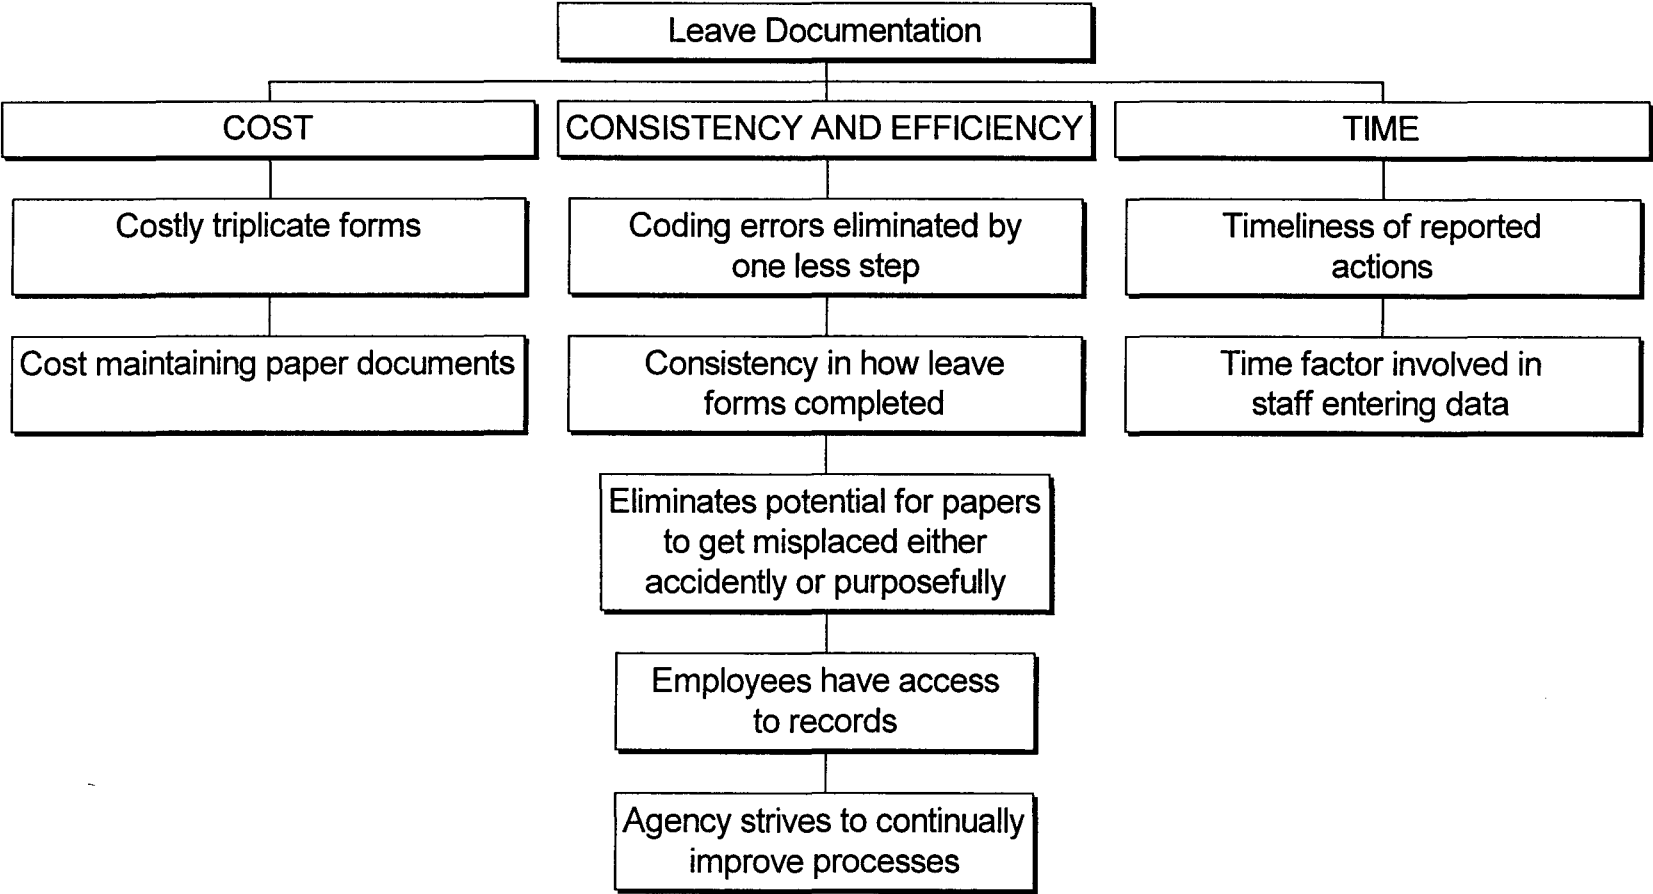 Leave Documentation
COST
CONSISTENCY AND EFFICIENCY
TIME
Costly triplicate forms
Coding errors eliminated by
one less step
Timeliness of reported
actions
Cost maintaining paper documents
Consistency in how leave
forms completed
Time factor involved in
staff entering data
Eliminates potential for papers
to get misplaced either
accidently or purposefully
Employees have access
to records
Agency strives to continually
improve processes